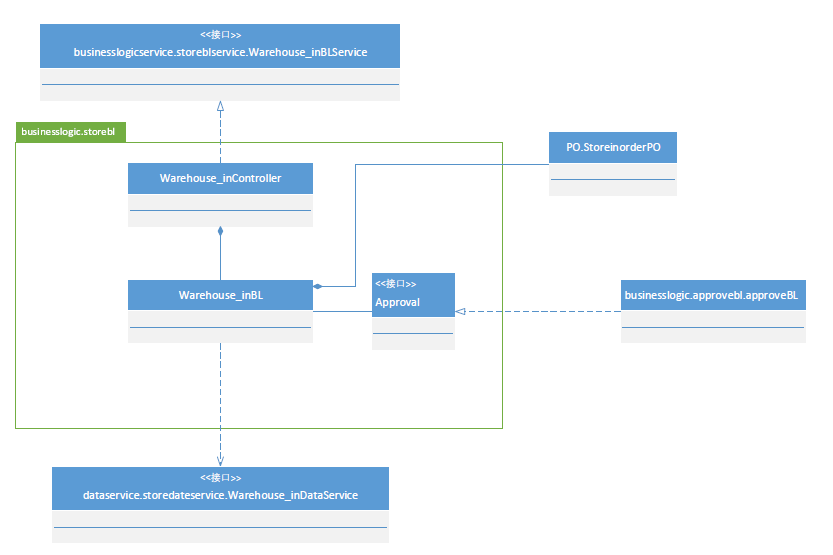 <<接口>>
businesslogicservice.storeblservice.Warehouse_inBLService
businesslogic.storebl
PO.StoreinorderPO
Warehouse_inController
Warehouse_inBL
<<接口>>
Approval
businesslogic.approvebl.approveBL
<<接口>>
dataservice.storedateservice.Warehouse_inDataService